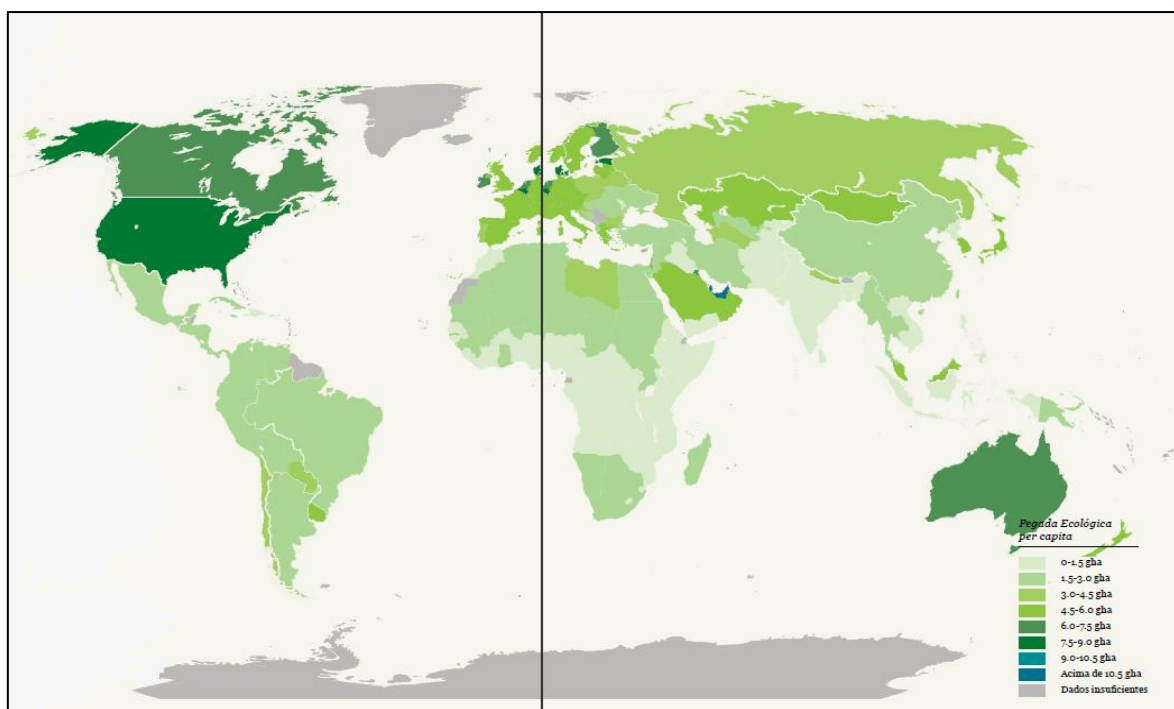 Pegada Ecológica
per capita
0-1.5 gha
1.5-3.0 gha
3.0-4.5 gha
4.5-6.0 gha
6.0-7.5 gha
7.5-9.0 gha
9.0-10.5 gha
Acima de 10.5 gha
Dados insuficientes